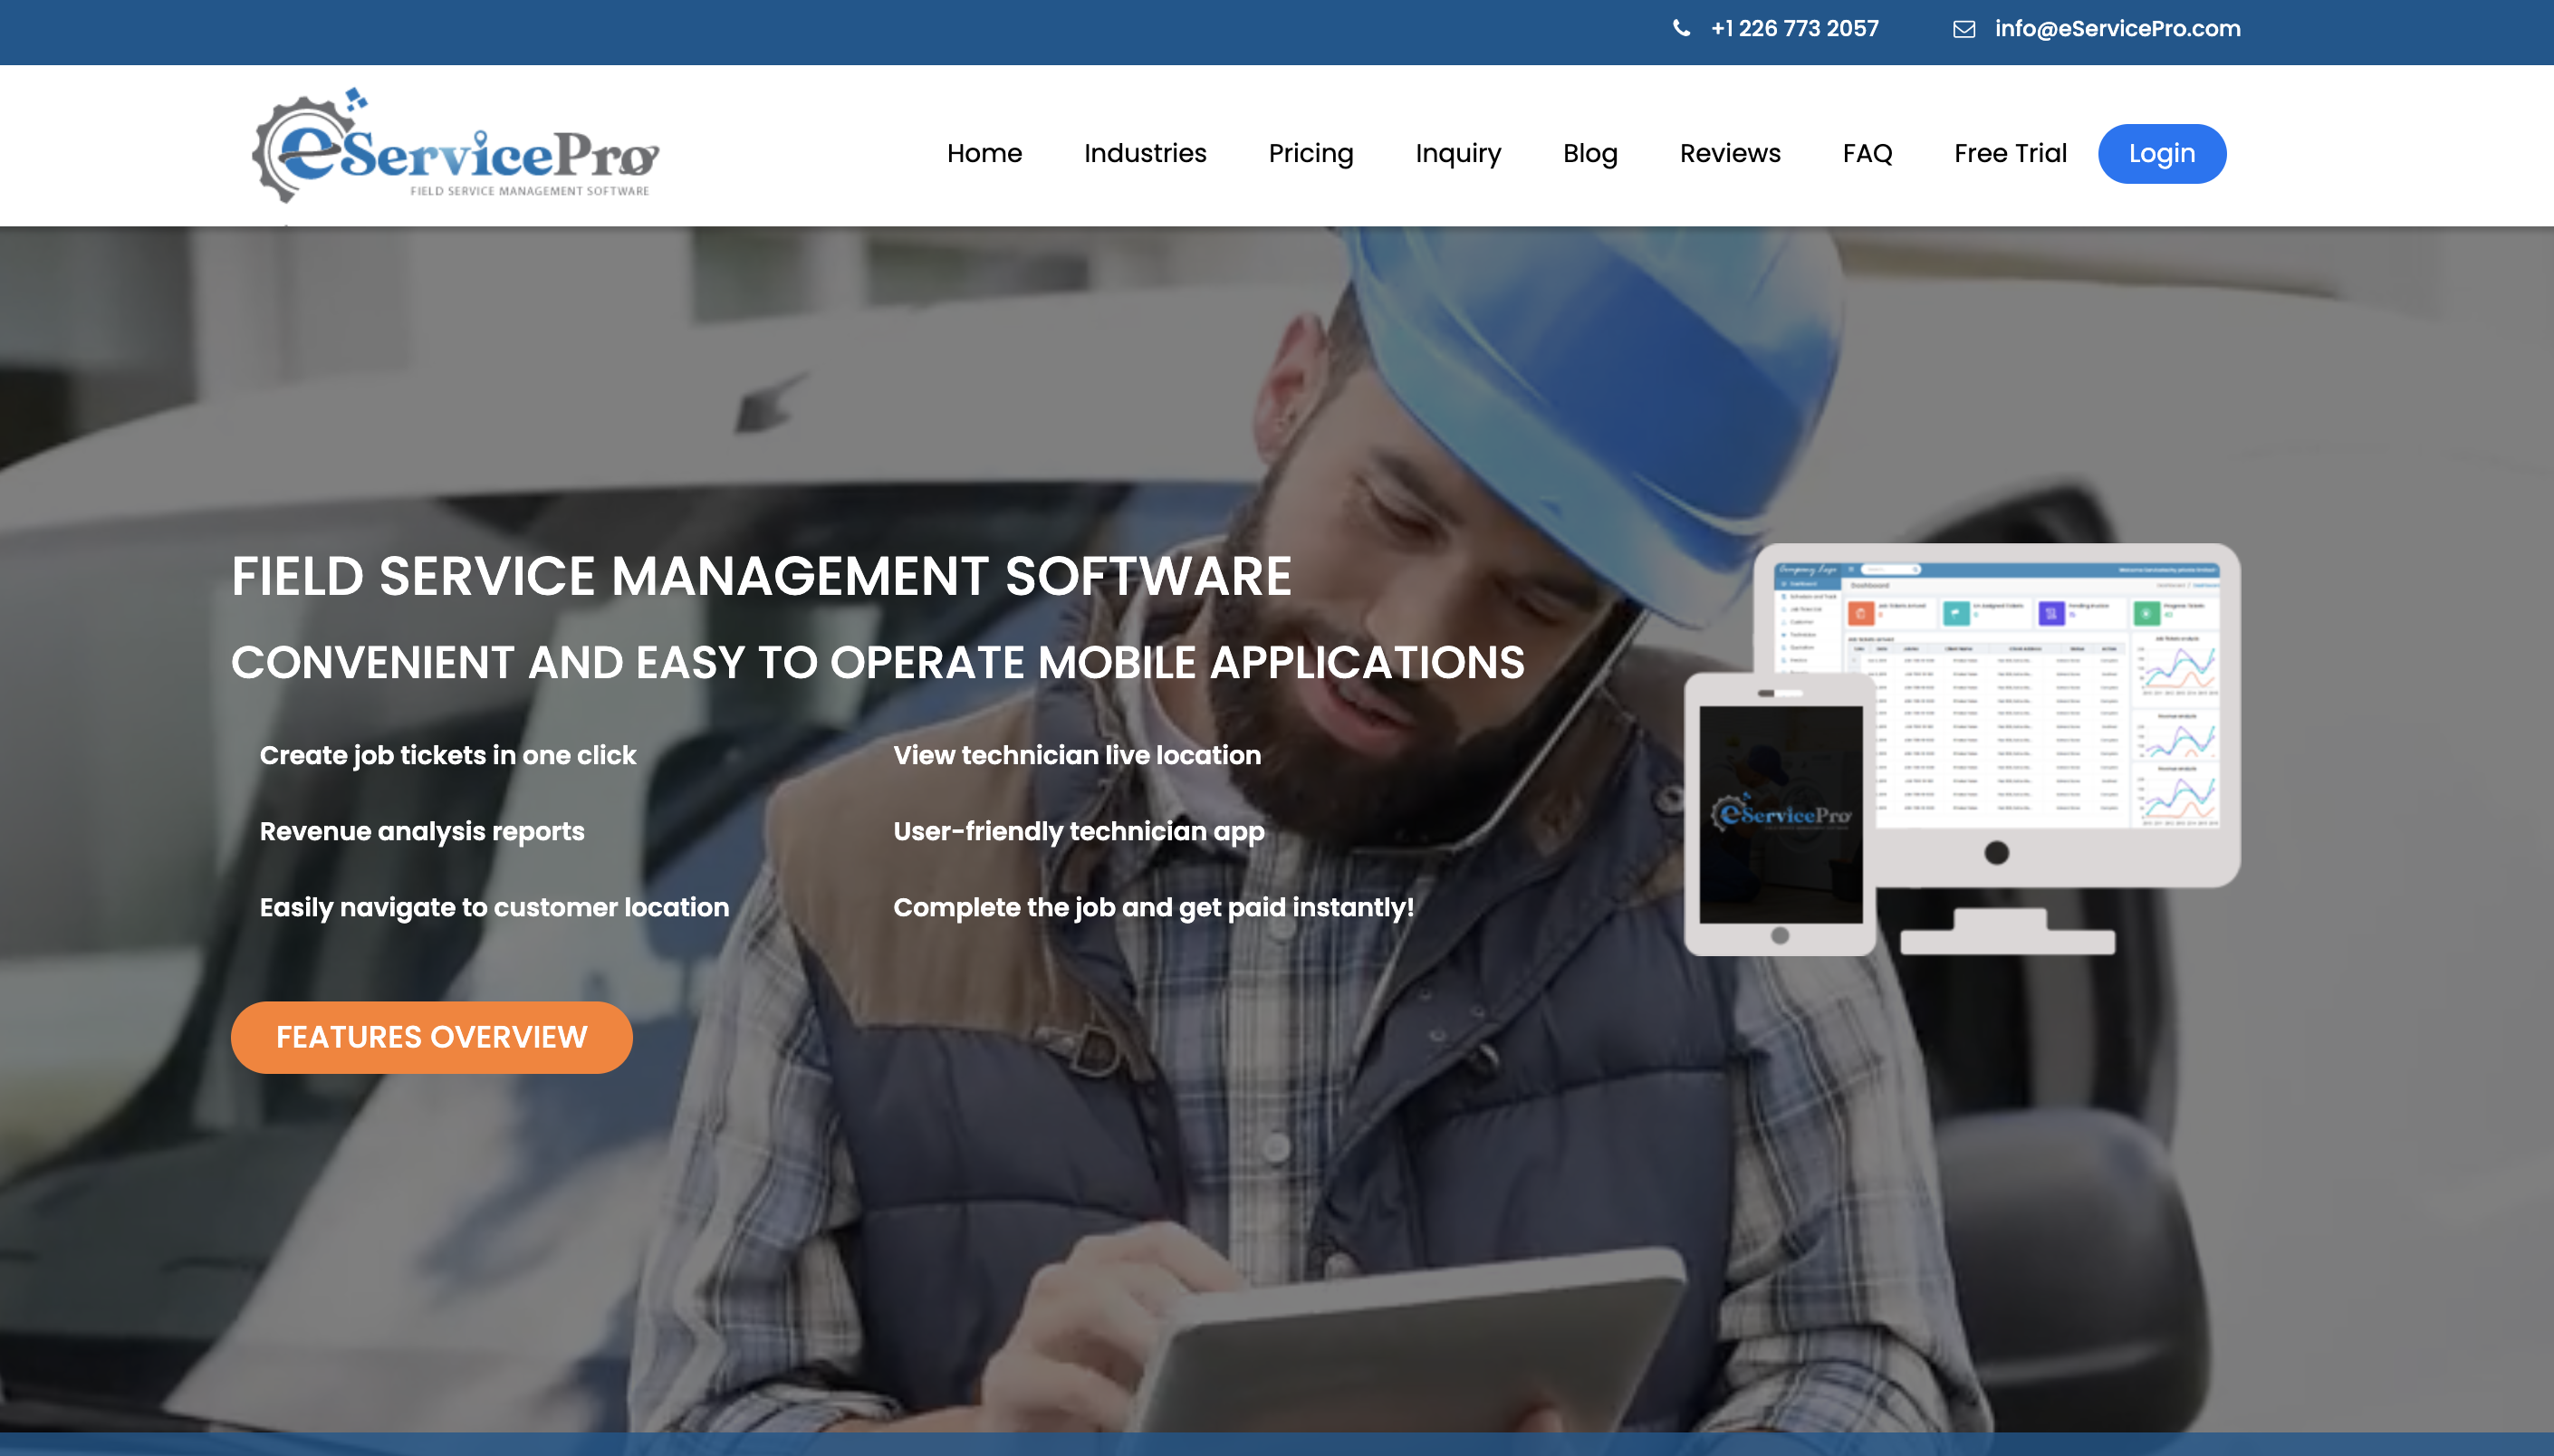 +1 226 773 2057 info@eServicePro.com
eServicePro
FIELD SERVICE MANAGEMENT SOFTWARE
Home Industries Pricing Inquiry Blog Reviews FAQ Free Trial Login
FIELD SERVICE MANAGEMENT SOFTWARE
CONVENIENT AND EASY TO OPERATE MOBILE APPLICATIONS
Create job tickets in one click View technician live location
Revenue analysis reports User-friendly technician app
Easily navigate to customer location Complete the job and get paid instantly!
FEATURES OVERVIEW
Company Logo
Dashboard
eServicePro